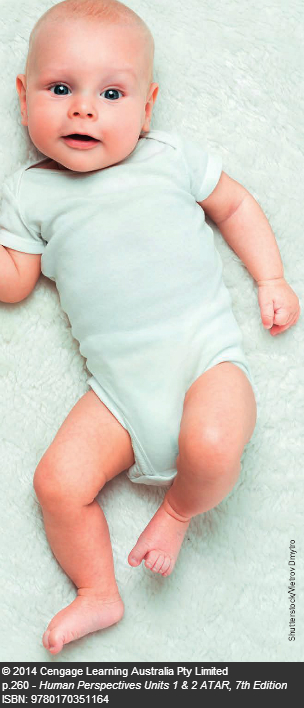 Shutterstock/Vietrov Dmytro
© 2014 Cengage Learning Australia Pty Limited
p.260 - Human Perspectives Units 1 & 2 ATAR, 7th Edition
ISBN: 9780170351164